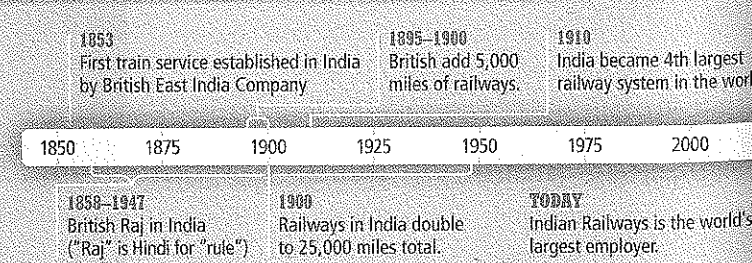 1853
First train service established in India
by British East India Company
1895–1900
British add 5,000
miles of railways.
1910
India became 4th largest
railway system in the
1850 1875 1900 1925 1950 1975 2000
1858–1947
British Raj in India
("Raj" is Hindi for "rule")
1900
Railways in India double
to 25,000 miles total.
TODAY
Indian Railways is the world's
largest employer.